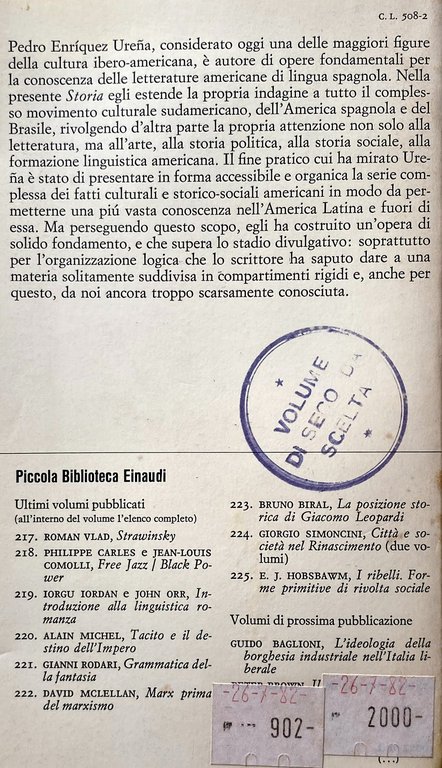 C. L. 508-2
Pedro Enríquez Ureña, considerato oggi una delle maggiori figure
della cultura ibero-americana, è autore di opere fondamentali per
la conoscenza delle letterature americane di lingua spagnola. Nella
presente Storia egli estende la propria indagine a tutto il comples-
so movimento culturale sudamericano, dell'America spagnola e del
Brasile, rivolgendo d'altra parte la propria attenzione non solo alla
letteratura, ma all'arte, alla storia politica, alla storia sociale, alla
formazione linguistica americana. Il fine pratico cui ha mirato Ure-
ña è stato di presentare in forma accessibile e organica la serie com-
plessa dei fatti culturali e storico-sociali americani in modo da per-
metterne una piú vasta conoscenza nell'America Latina e fuori di
essa. Ma perseguendo questo scopo, egli ha costruito un'opera di
solido fondamento, e che supera lo stadio divulgativo: soprattutto
per l'organizzazione logica che lo scrittore ha saputo dare a una
materia solitamente suddivisa in compartimenti rigidi e, anche per
questo, da noi ancora troppo scarsamente conosciuta.
VOLUME
DI SECO DA
SCELTA
Piccola Biblioteca Einaudi
Ultimi volumi pubblicati
(all'interno del volume l'elenco completo)
217. ROMAN VLAD, Strawinsky
218. PHILIPPE CARLES e JEAN-LOUIS
COMOLLI, Free Jazz / Black Po-
wer
219. IORGU IORDAN e JOHN ORR, In-
troduzione alla linguistica ro-
manza
220. ALAIN MICHEL, Tacito e il de-
stino dell'Impero
221. GIANNI RODARI, Grammatica del-
la fantasia
222. DAVID MCLELLAN, Marx prima
del marxismo
223. BRUNO BIRAL, La posizione sto-
rica di Giacomo Leopardi
224. GIORGIO SIMONCINI, Città e so-
cietà nel Rinascimento (due vo-
lumi)
225. E. J. HOBSBAWM, I ribelli. For-
me primitive di rivolta sociale
Volumi di prossima pubblicazione
GUIDO BAGLIONI, L'ideologia della
borghesia industriale nell'Italia li-
berale
PETER BROWN, Il
-26-7-82-
902-
-26-7-82-
2000-
(...)